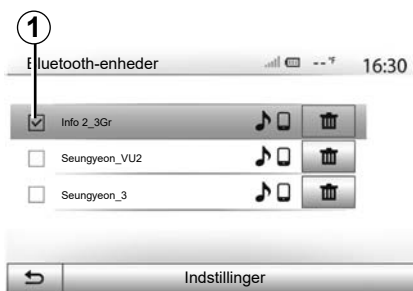 1
Bluetooth-enheder -- °F 16:30
Info 2_3Gr
Seungyeon_VU2
Seungyeon_3
Indstillinger